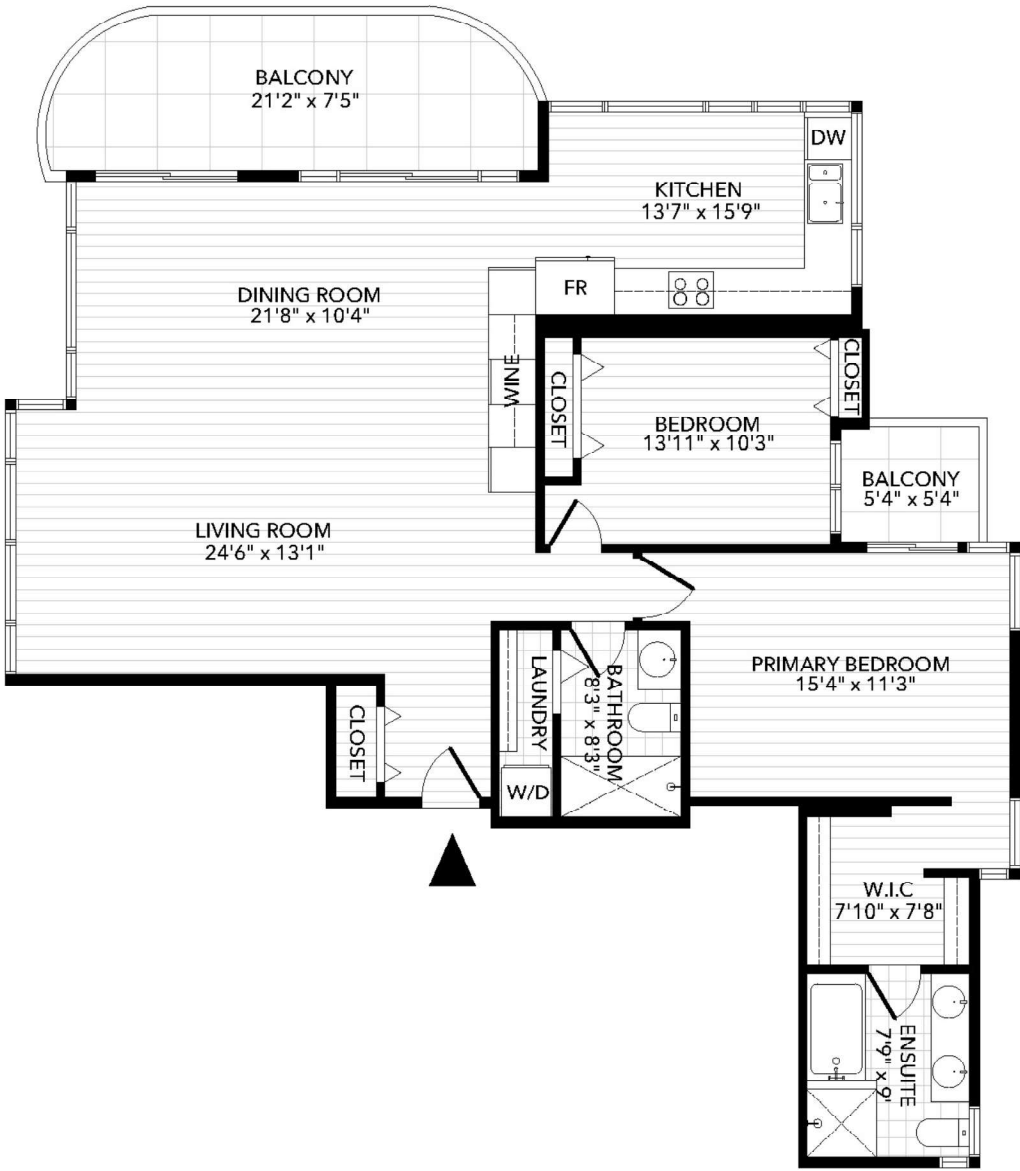 BALCONY
21'2" x 7'5"
DW
KITCHEN
13'7" x 15'9"
FR
DINING ROOM
21'8" x 10'4"
WINE
CLOSET
CLOSET
BEDROOM
13'11" x 10'3"
BALCONY
5'4" x 5'4"
LIVING ROOM
24'6" x 13'1"
PRIMARY BEDROOM
15'4" x 11'3"
CLOSET
LAUNDRY
W/D
BATHROOM
8'3" x 8'3"
W.I.C
7'10" x 7'8"
ENSUITE
7'9" x 9'